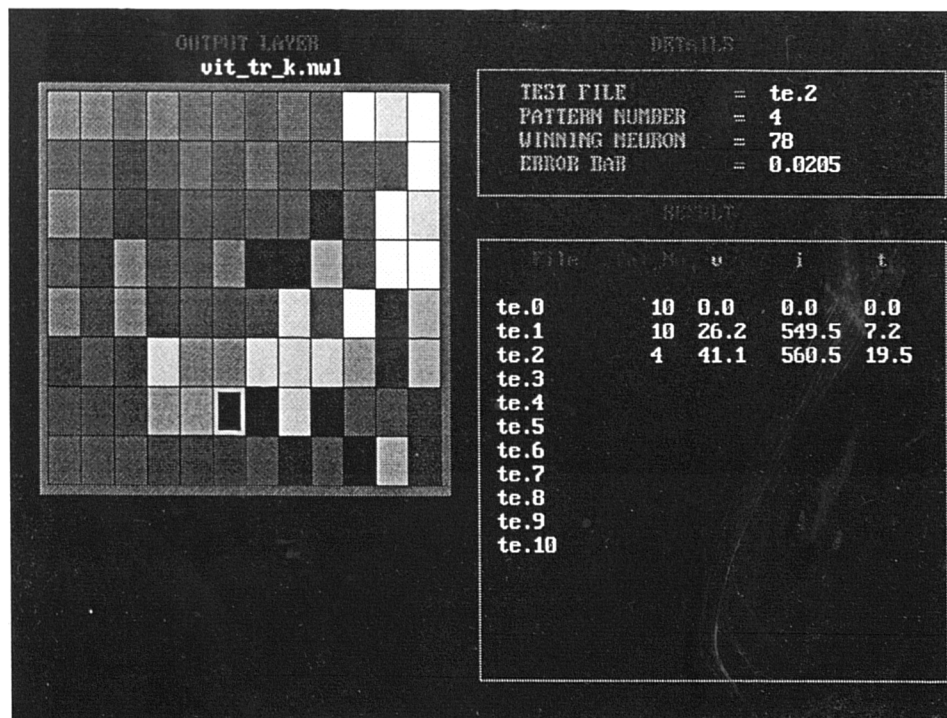 OUTPUT LAYER
vit_tr_k.nwl
DETAILS
TEST FILE = te.2
PATTERN NUMBER = 4
WINNING NEURON = 78
ERROR BAR = 0.0205
RESULT
File v i t
te.0 10 0.0 0.0 0.0
te.1 10 26.2 549.5 7.2
te.2 4 41.1 560.5 19.5
te.3
te.4
te.5
te.6
te.7
te.8
te.9
te.10